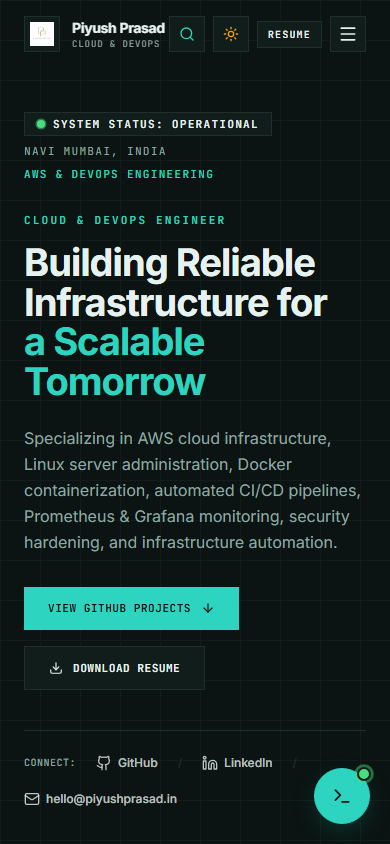 Piyush Prasad
CLOUD & DEVOPS
RESUME
SYSTEM STATUS: OPERATIONAL
NAVI MUMBAI, INDIA
AWS & DEVOPS ENGINEERING
CLOUD & DEVOPS ENGINEER
Building Reliable
Infrastructure for
a Scalable
Tomorrow
Specializing in AWS cloud infrastructure,
Linux server administration, Docker
containerization, automated CI/CD pipelines,
Prometheus & Grafana monitoring, security
hardening, and infrastructure automation.
VIEW GITHUB PROJECTS
DOWNLOAD RESUME
CONNECT: GitHub / LinkedIn /
hello@piyushprasad.in